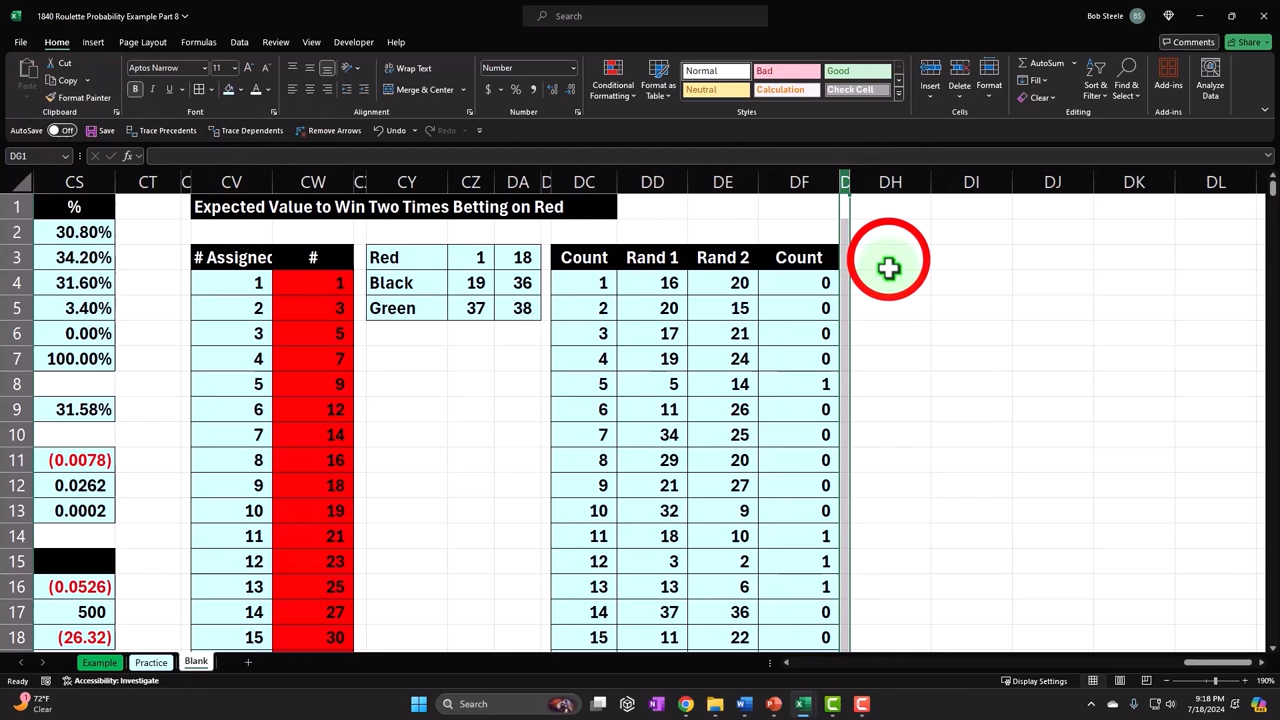 1840 Roulette Probability Example Part 8
Search
Bob Steele
BS
File Home Insert Page Layout Formulas Data Review View Developer Automate Help
Comments
Share
Paste
Cut
Copy
Format Painter
Clipboard
Aptos Narrow
11
Font
Wrap Text
Merge & Center
Alignment
Number
Number
Conditional Formatting
Format as Table
Normal Bad Good
Neutral Calculation Check Cell
Styles
Insert
Delete
Format
Cells
AutoSum
Fill
Clear
Sort & Filter
Find & Select
Editing
Add-ins
Add-ins
Analyze Data
AutoSave Off Save Trace Precedents Trace Dependents Remove Arrows Undo Redo
DG1
fx
CS CT CV CW CY CZ DA DC DD DE DF DH DI DJ DK DL
1 % Expected Value to Win Two Times Betting on Red
2 30.80%
3 34.20% # Assigned # Red 1 18 Count Rand 1 Rand 2 Count
4 31.60% 1 1 Black 19 36 1 16 20 0
5 3.40% 2 3 Green 37 38 2 20 15 0
6 0.00% 3 5 3 17 21 0
7 100.00% 4 7 4 19 24 0
8 5 9 5 5 14 1
9 31.58% 6 12 6 11 26 0
10 7 14 7 34 25 0
11 (0.0078) 8 16 8 29 20 0
12 0.0262 9 18 9 21 27 0
13 0.0002 10 19 10 32 9 0
14 11 21 11 18 10 1
15 12 23 12 3 2 1
16 (0.0526) 13 25 13 13 6 1
17 500 14 27 14 37 36 0
18 (26.32) 15 30 15 11 22 0
Example Practice Blank
Ready Accessibility: Investigate Display Settings 190%
72°F
Clear
Search
9:18 PM
7/18/2024